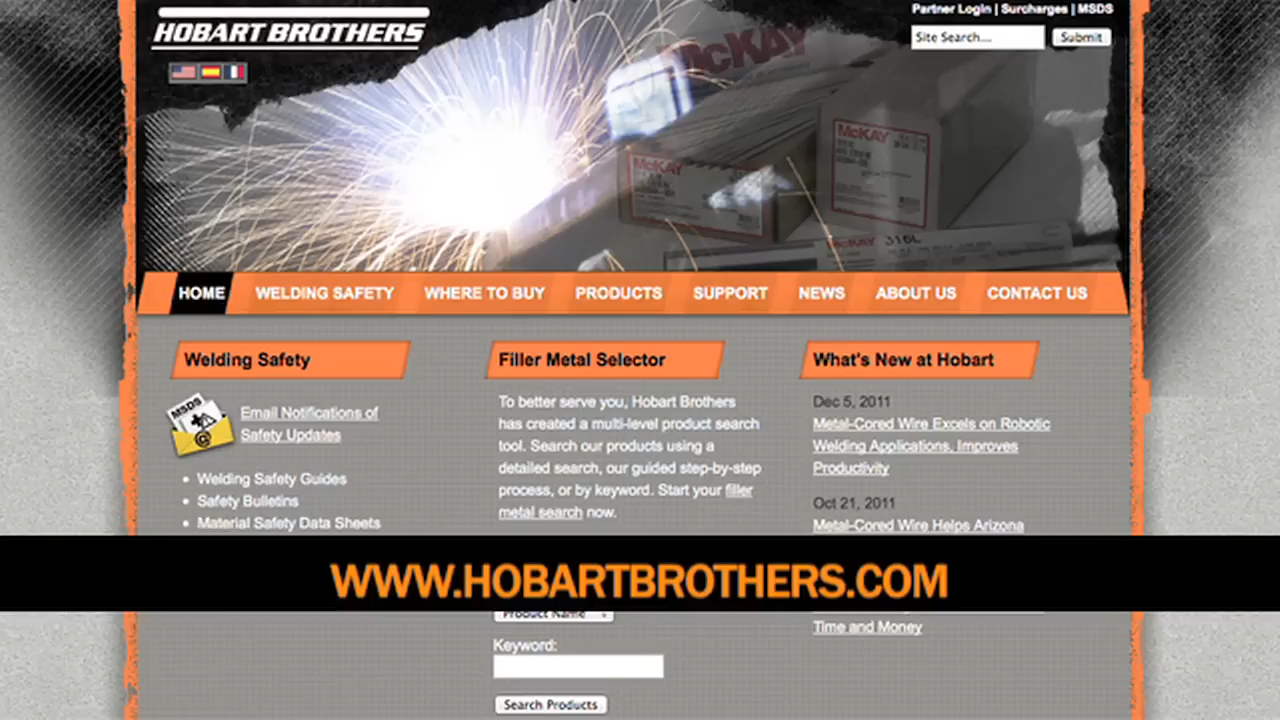 HOBART BROTHERS
Partner Login | Surcharges | MSDS
Site Search....
Submit
McKAY
McKAY
McKAY
McKAY 316L
HOME
WELDING SAFETY
WHERE TO BUY
PRODUCTS
SUPPORT
NEWS
ABOUT US
CONTACT US
Welding Safety
MSDS
@
Email Notifications of
Safety Updates
• Welding Safety Guides
• Safety Bulletins
• Material Safety Data Sheets
Filler Metal Selector
To better serve you, Hobart Brothers
has created a multi-level product search
tool. Search our products using a
detailed search, our guided step-by-step
process, or by keyword. Start your filler
metal search now.
What's New at Hobart
Dec 5, 2011
Metal-Cored Wire Excels on Robotic
Welding Applications, Improves
Productivity
Oct 21, 2011
Metal-Cored Wire Helps Arizona
WWW.HOBARTBROTHERS.COM
Product Name
Keyword:
Search Products
Time and Money